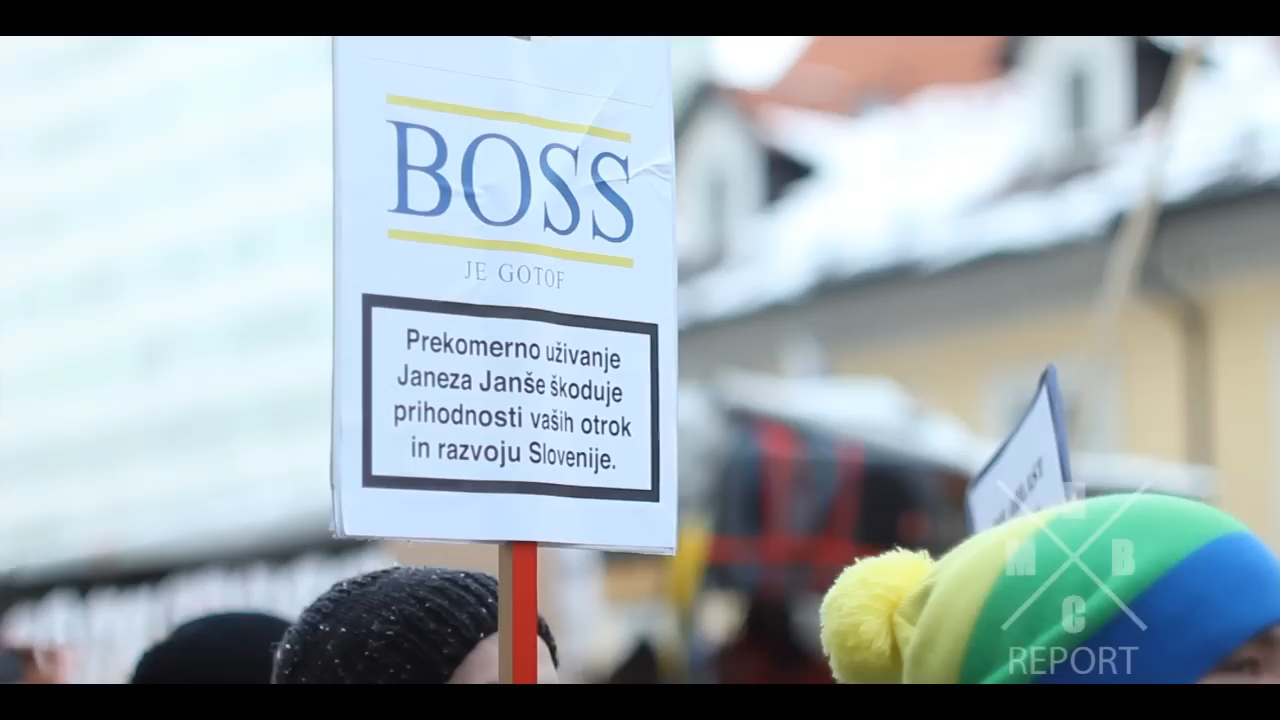 BOSS
JE GOTOF
Prekomerno uživanje
Janeza Janše škoduje
prihodnosti vaših otrok
in razvoju Slovenije.
M B
C
REPORT